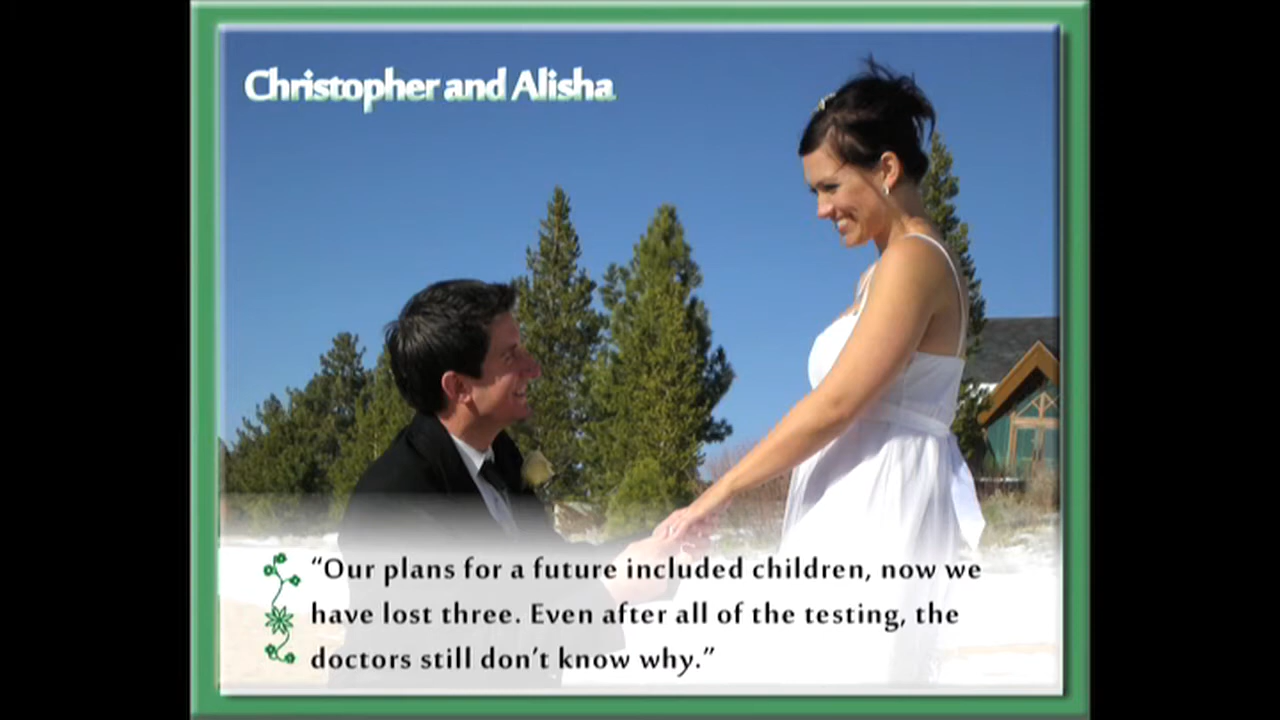 Christopher and Alisha
“Our plans for a future included children, now we
have lost three. Even after all of the testing, the
doctors still don’t know why.”